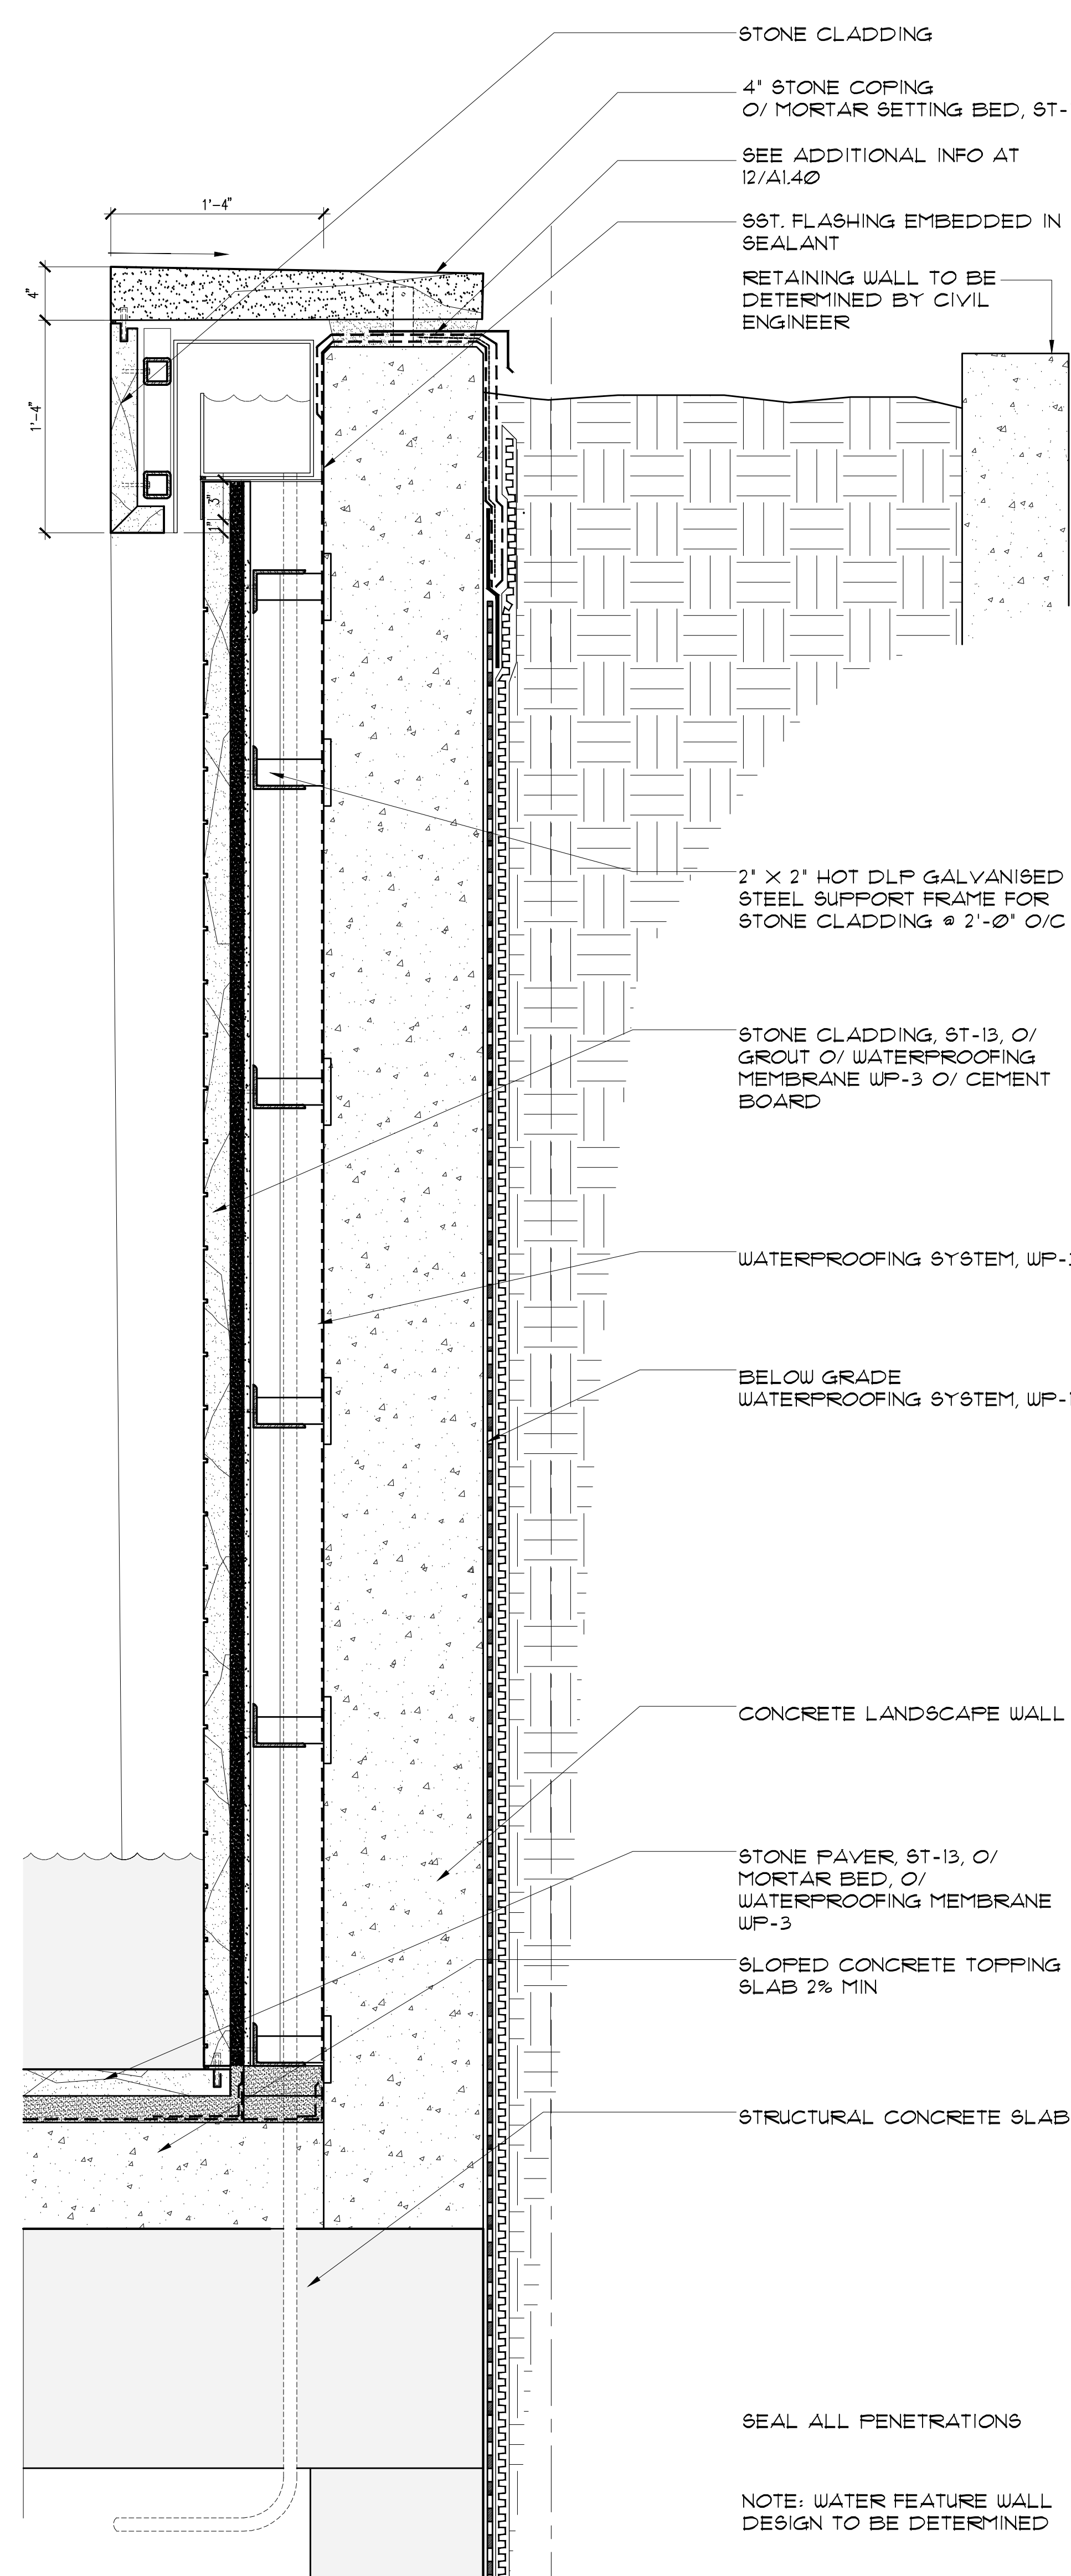 STONE CLADDING
4" STONE COPING
O/ MORTAR SETTING BED, ST-
SEE ADDITIONAL INFO AT
12/A1.40
1'-4"
SST. FLASHING EMBEDDED IN
SEALANT
RETAINING WALL TO BE
DETERMINED BY CIVIL
ENGINEER
4"
1'-4"
3"
1"
2" X 2" HOT DLP GALVANISED
STEEL SUPPORT FRAME FOR
STONE CLADDING @ 2'-0" O/C
STONE CLADDING, ST-13, O/
GROUT O/ WATERPROOFING
MEMBRANE WP-3 O/ CEMENT
BOARD
WATERPROOFING SYSTEM, WP-
BELOW GRADE
WATERPROOFING SYSTEM, WP-1
CONCRETE LANDSCAPE WALL
STONE PAVER, ST-13, O/
MORTAR BED, O/
WATERPROOFING MEMBRANE
WP-3
SLOPED CONCRETE TOPPING
SLAB 2% MIN
STRUCTURAL CONCRETE SLAB
SEAL ALL PENETRATIONS
NOTE: WATER FEATURE WALL
DESIGN TO BE DETERMINED